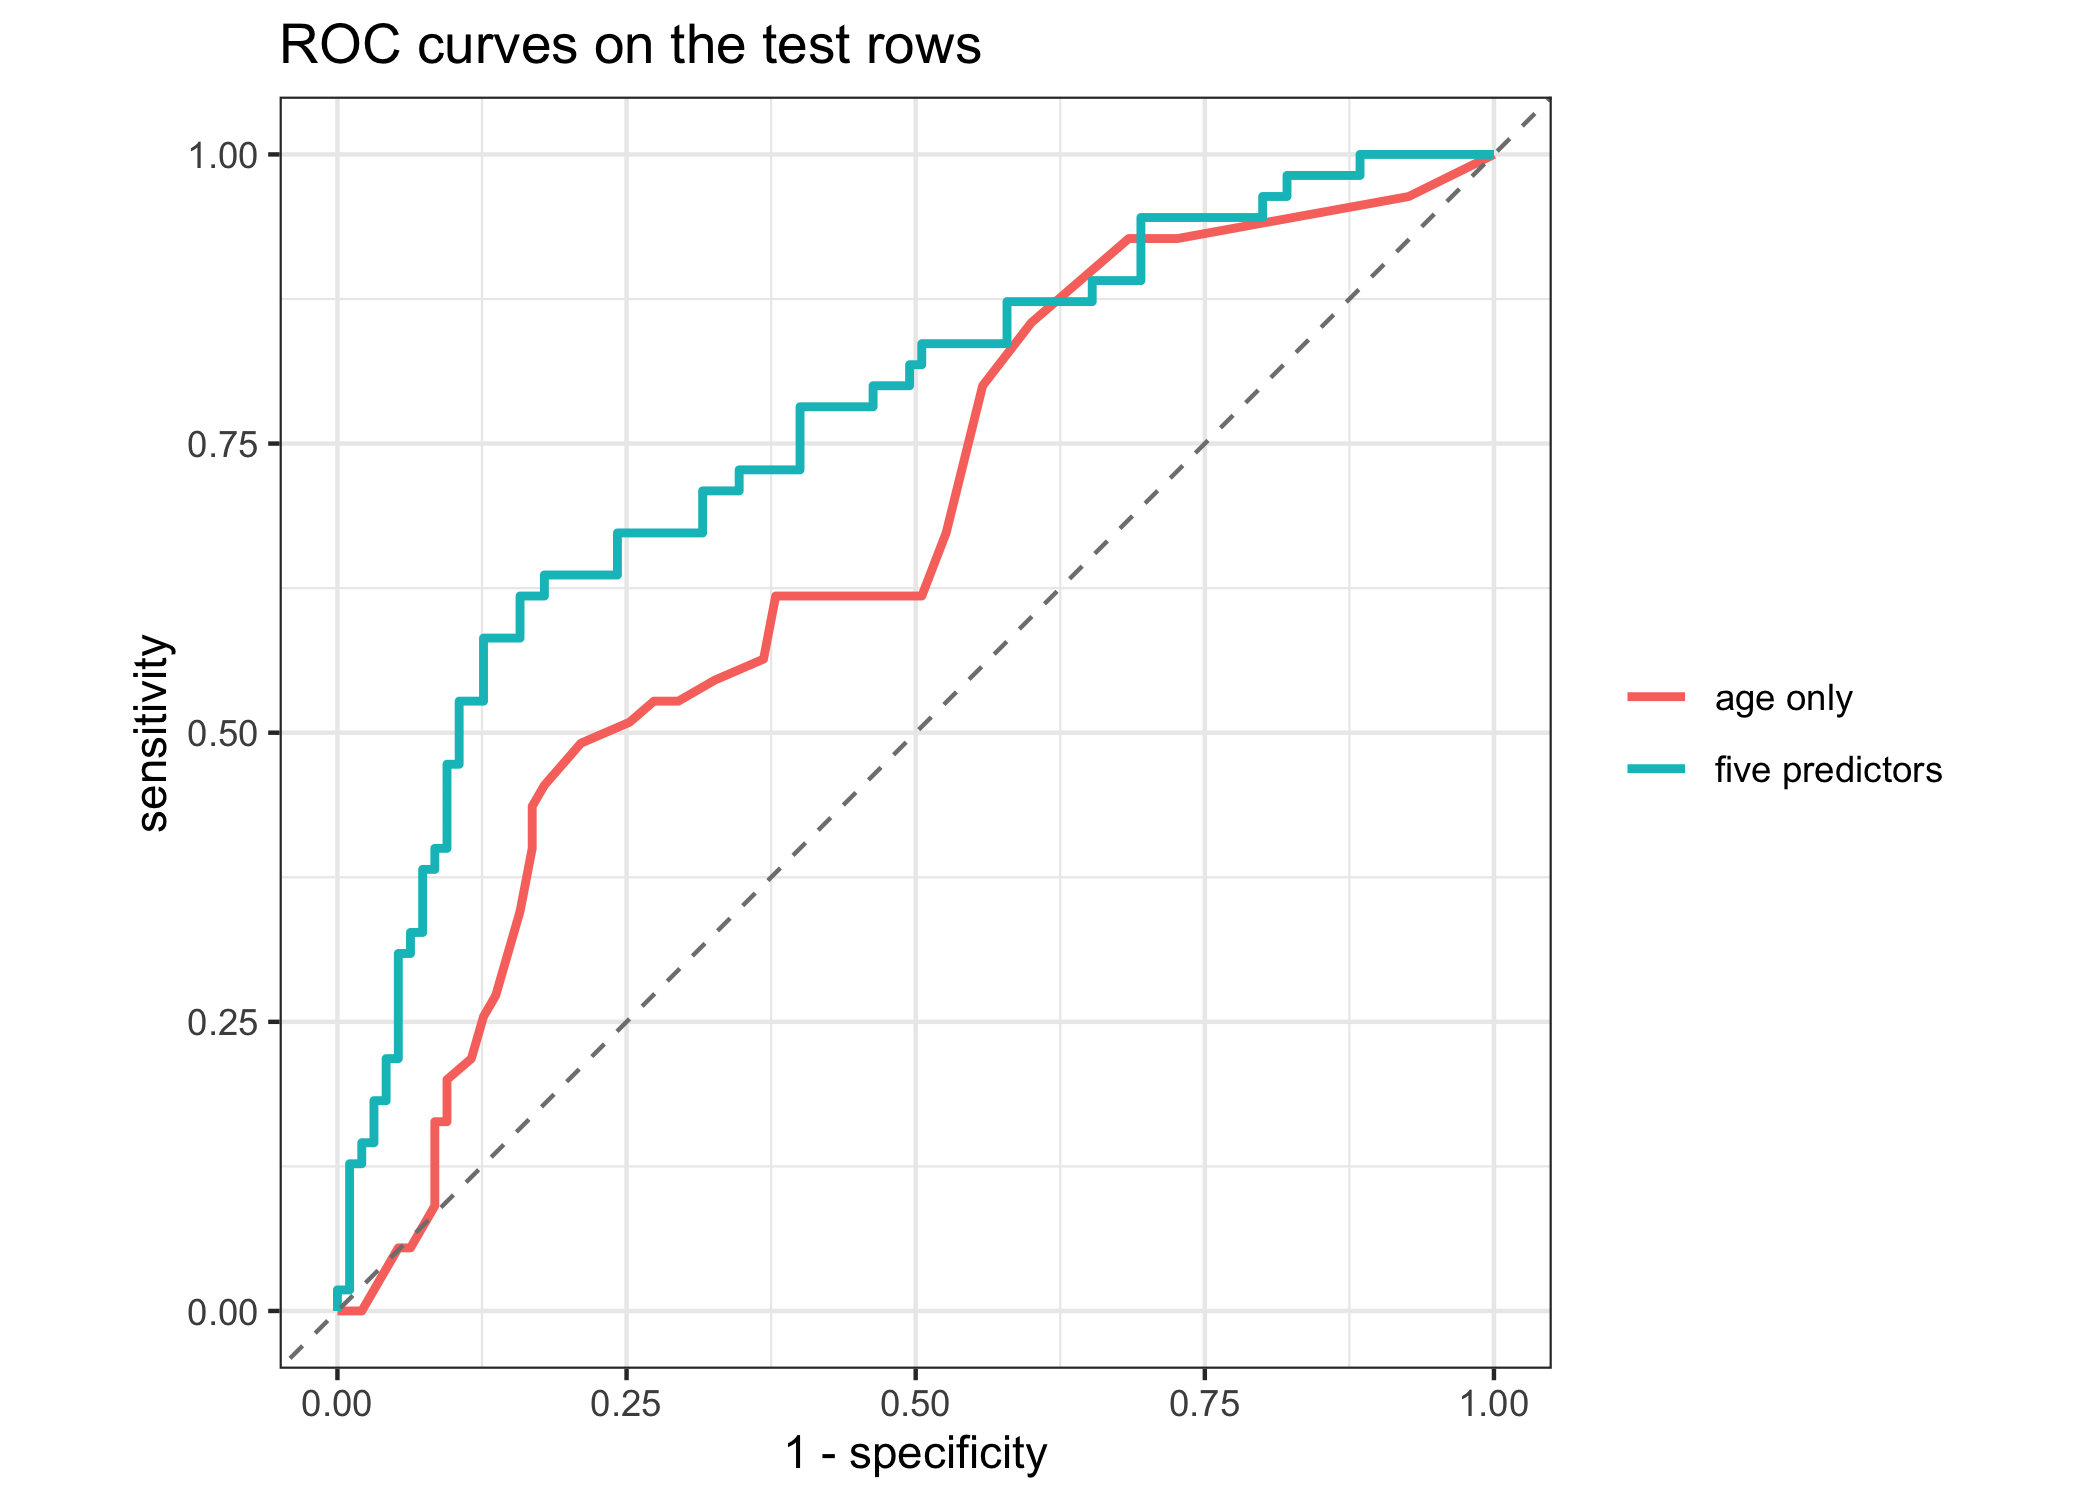 ROC curves on the test rows
1.00
0.75
0.50
0.25
0.00
sensitivity
0.00 0.25 0.50 0.75 1.00
1 - specificity
age only
five predictors